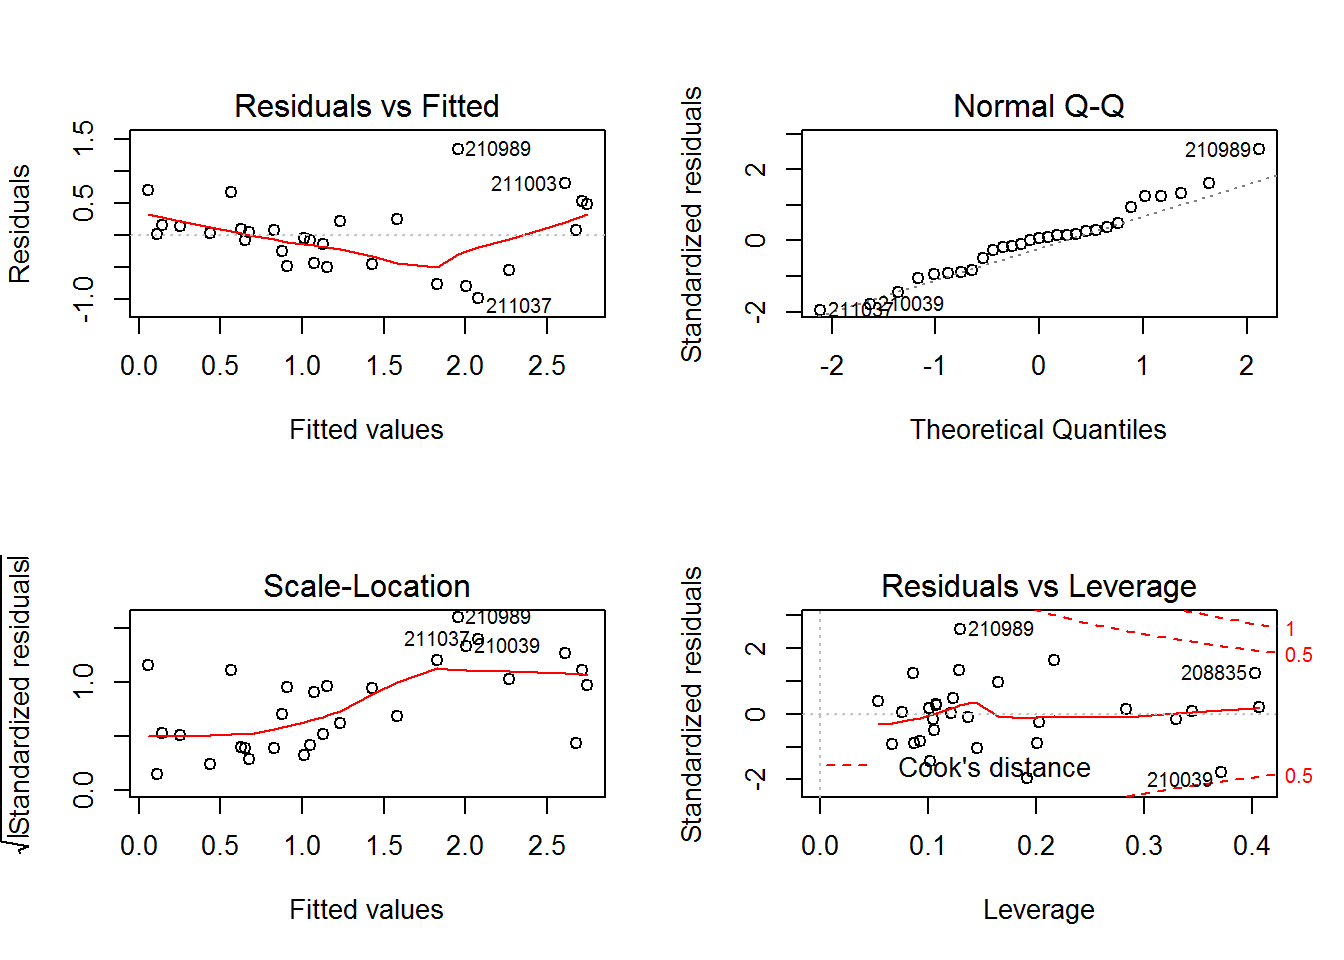 Residuals vs Fitted
Residuals
1.5
0.5
-1.0
210989
211003
211037
0.0 0.5 1.0 1.5 2.0 2.5
Fitted values
Normal Q-Q
Standardized residuals
2
0
-2
210989
211037
210039
-2 -1 0 1 2
Theoretical Quantiles
Scale-Location
√|Standardized residuals|
1.0
0.0
210989
211037
210039
0.0 0.5 1.0 1.5 2.0 2.5
Fitted values
Residuals vs Leverage
Standardized residuals
2
0
-2
210989
208835
210039
1
0.5
0.5
Cook's distance
0.0 0.1 0.2 0.3 0.4
Leverage